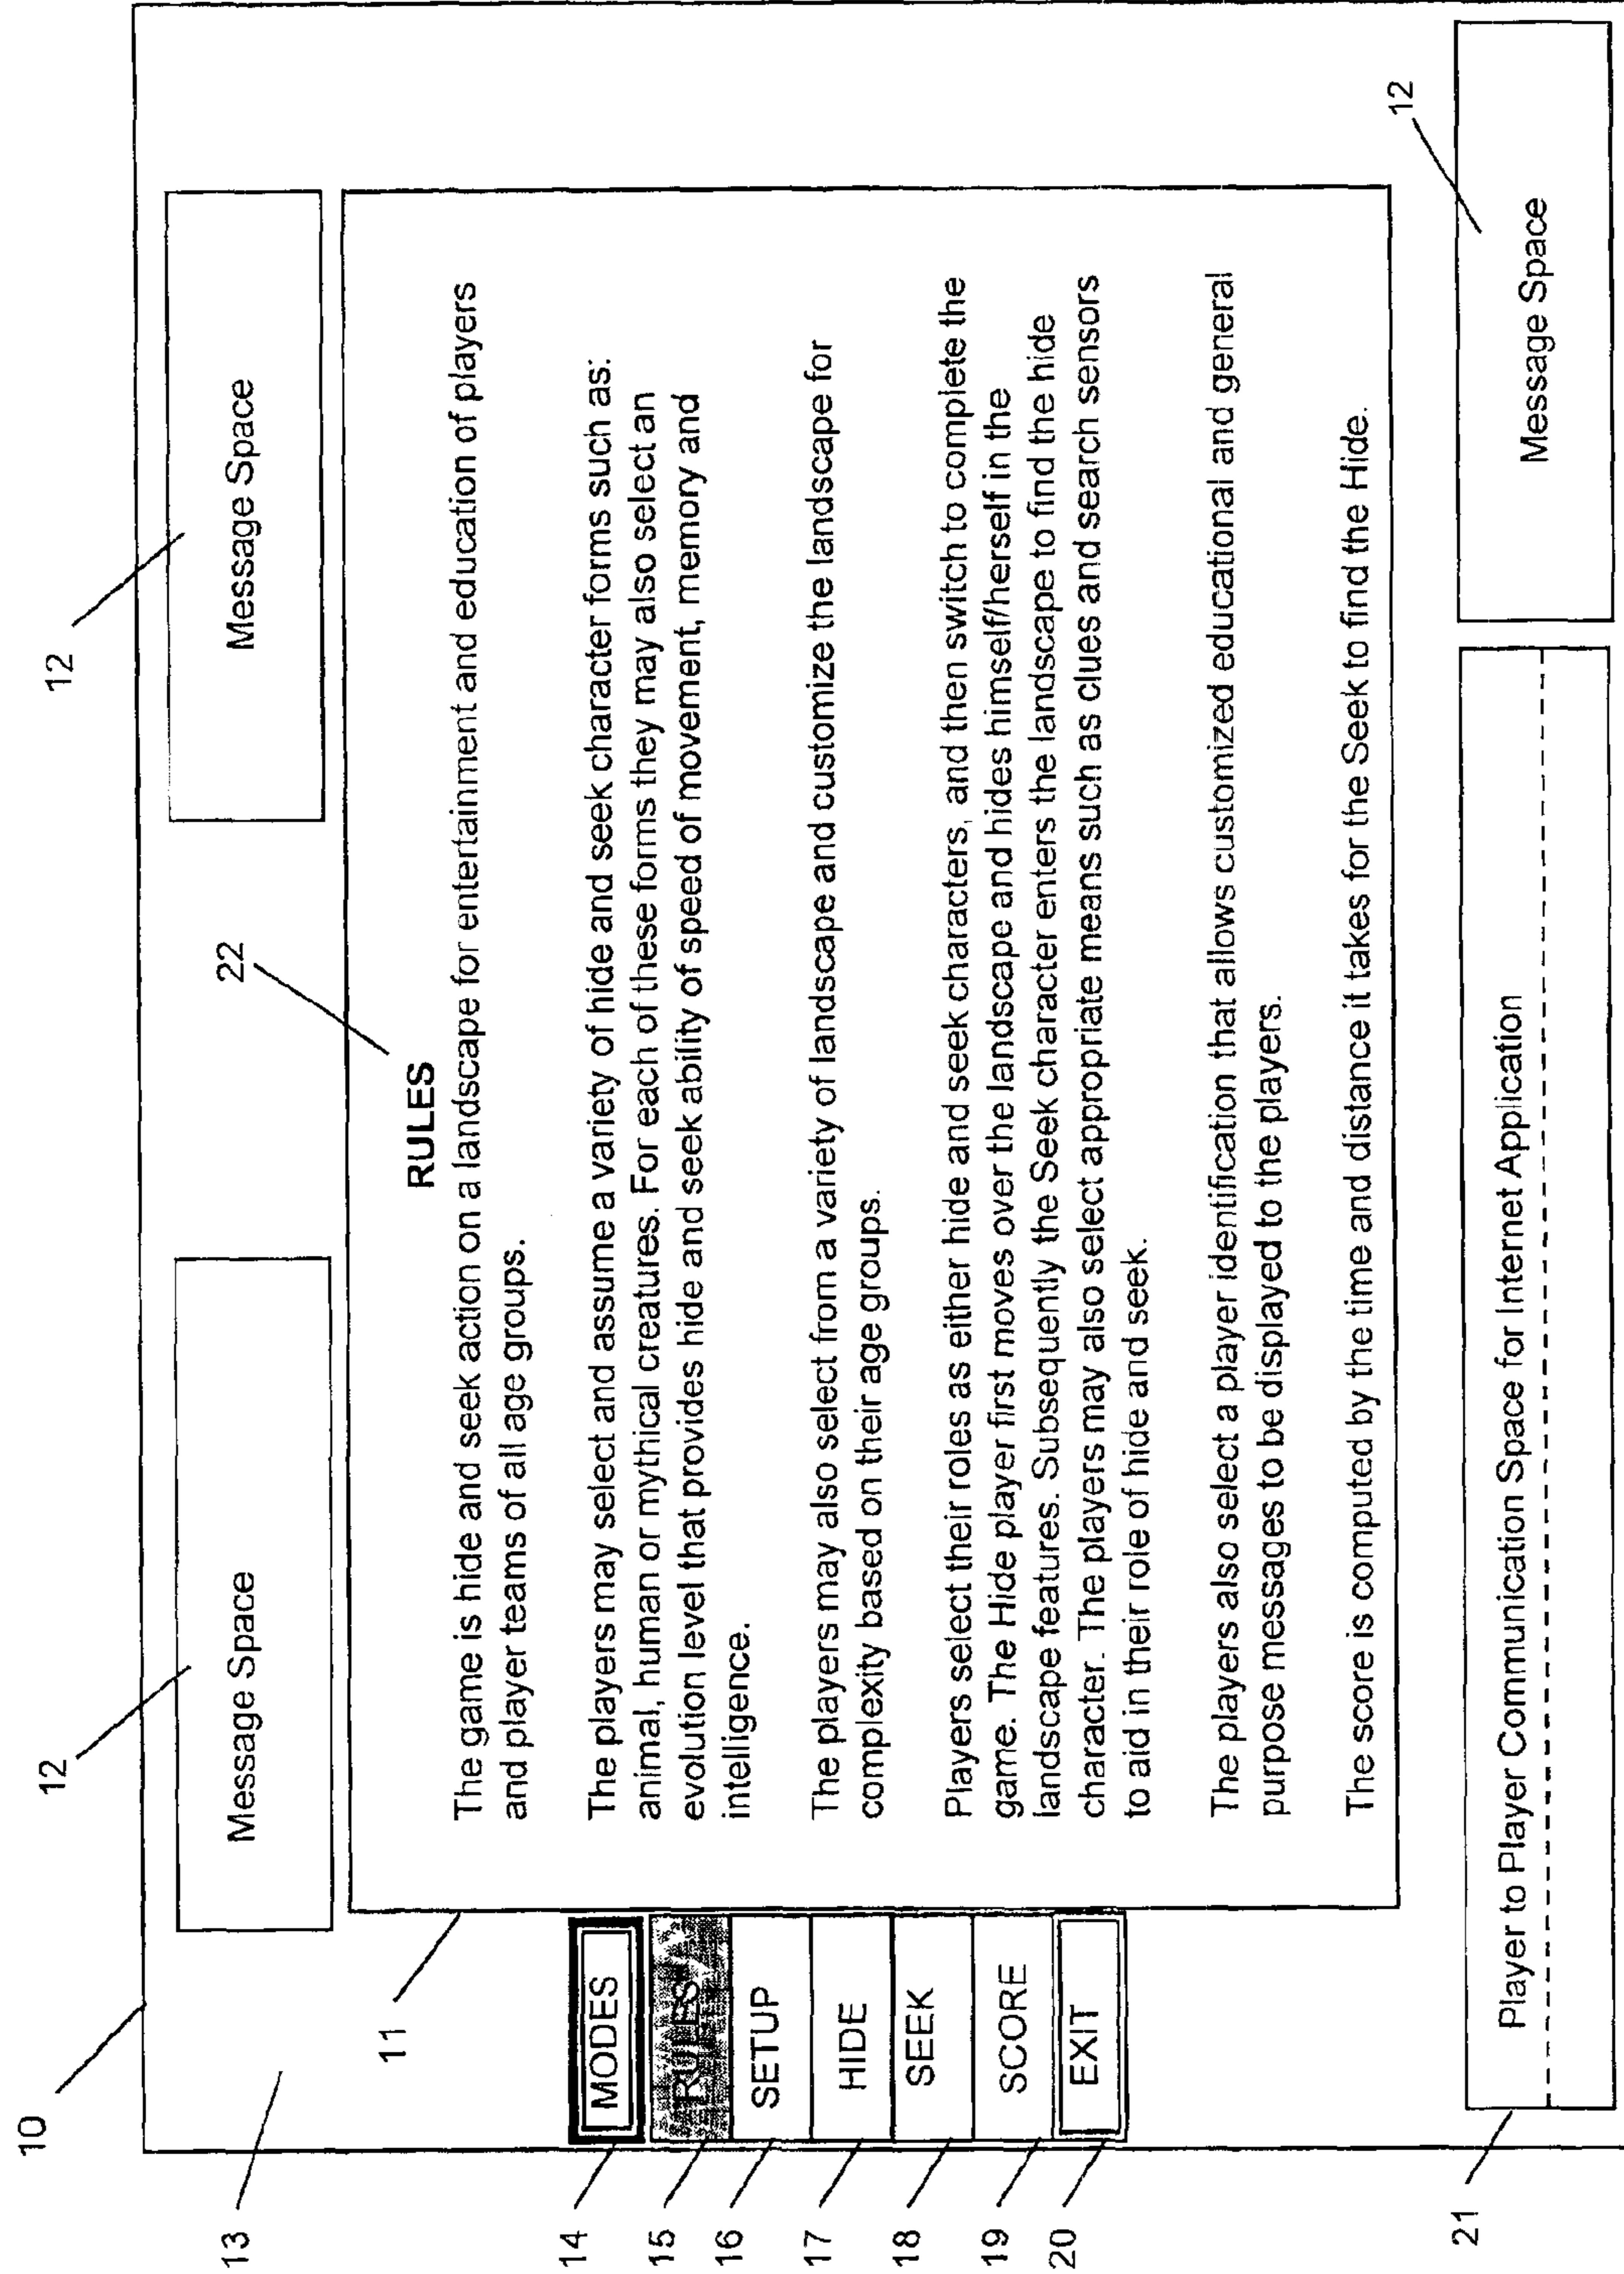 10
12
12
13
22
Message Space
Message Space
11
RULES
The game is hide and seek action on a landscape for entertainment and education of players
and player teams of all age groups.
The players may select and assume a variety of hide and seek character forms such as:
animal, human or mythical creatures. For each of these forms they may also select an
evolution level that provides hide and seek ability of speed of movement, memory and
intelligence.
The players may also select from a variety of landscape and customize the landscape for
complexity based on their age groups.
Players select their roles as either hide and seek characters, and then switch to complete the
game. The Hide player first moves over the landscape and hides himself/herself in the
landscape features. Subsequently the Seek character enters the landscape to find the hide
character. The players may also select appropriate means such as clues and search sensors
to aid in their role of hide and seek.
The players also select a player identification that allows customized educational and general
purpose messages to be displayed to the players.
The score is computed by the time and distance it takes for the Seek to find the Hide.
14
MODES
15
RULES
16
SETUP
17
HIDE
18
SEEK
19
SCORE
20
EXIT
12
21
Player to Player Communication Space for Internet Application
Message Space